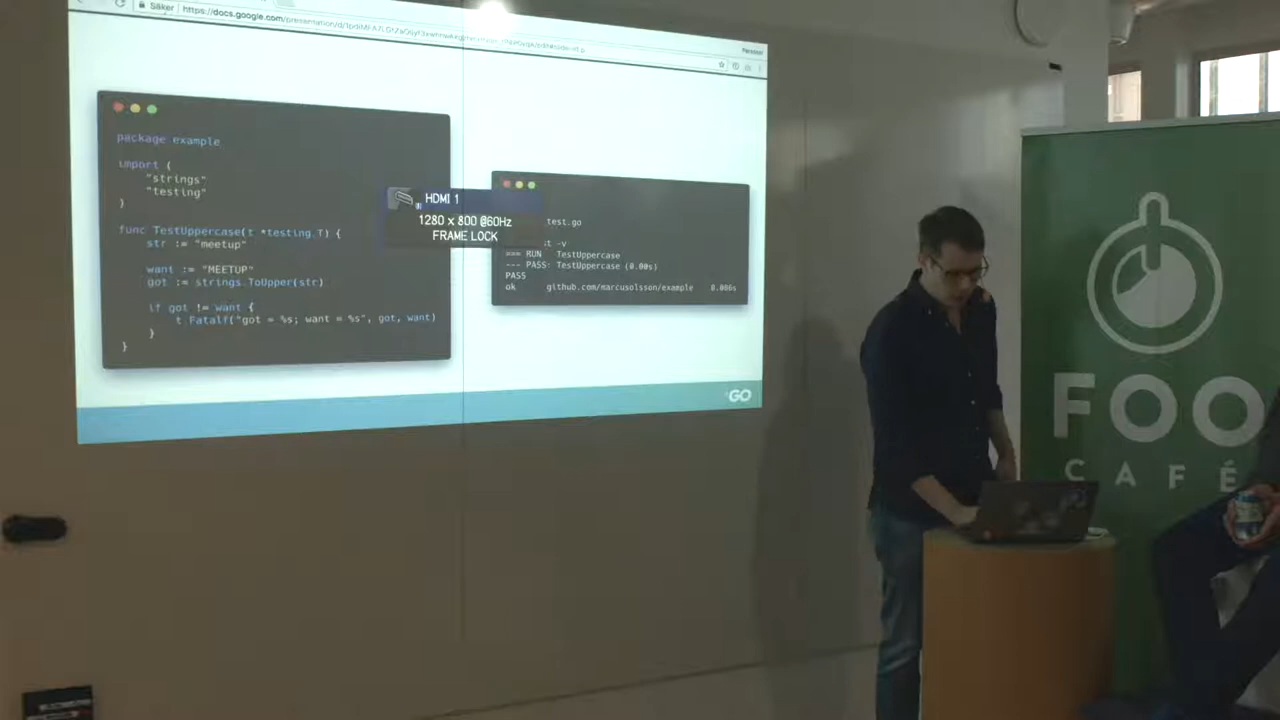 Säker
https://docs.google.com/presentation/d/
package example
import (
"strings"
"testing"
)
func TestUppercase(t *testing.T) {
str := "meetup"
want := "MEETUP"
got := strings.ToUpper(str)
if got != want {
t.Fatalf("got = %s; want = %s", got, want)
}
}
HDMI 1
1280 x 800 @60Hz
FRAME LOCK
test.go
-v
=== RUN TestUppercase
--- PASS: TestUppercase (0.00s)
PASS
ok github.com/marcusolsson/example 0.006s
GO
FOO
CAFÉ